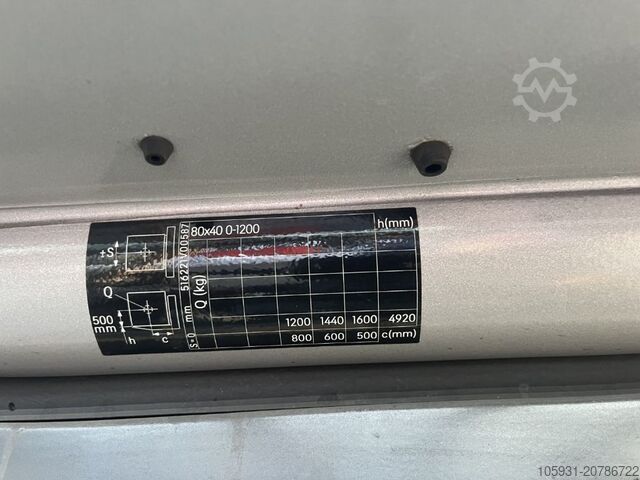 80x40 0-1200 h(mm)
+S
Q
500
mm
h c
S=0 mm
Q (kg)
1200 1440 1600 4920
800 600 500 c(mm)
105931-20786722